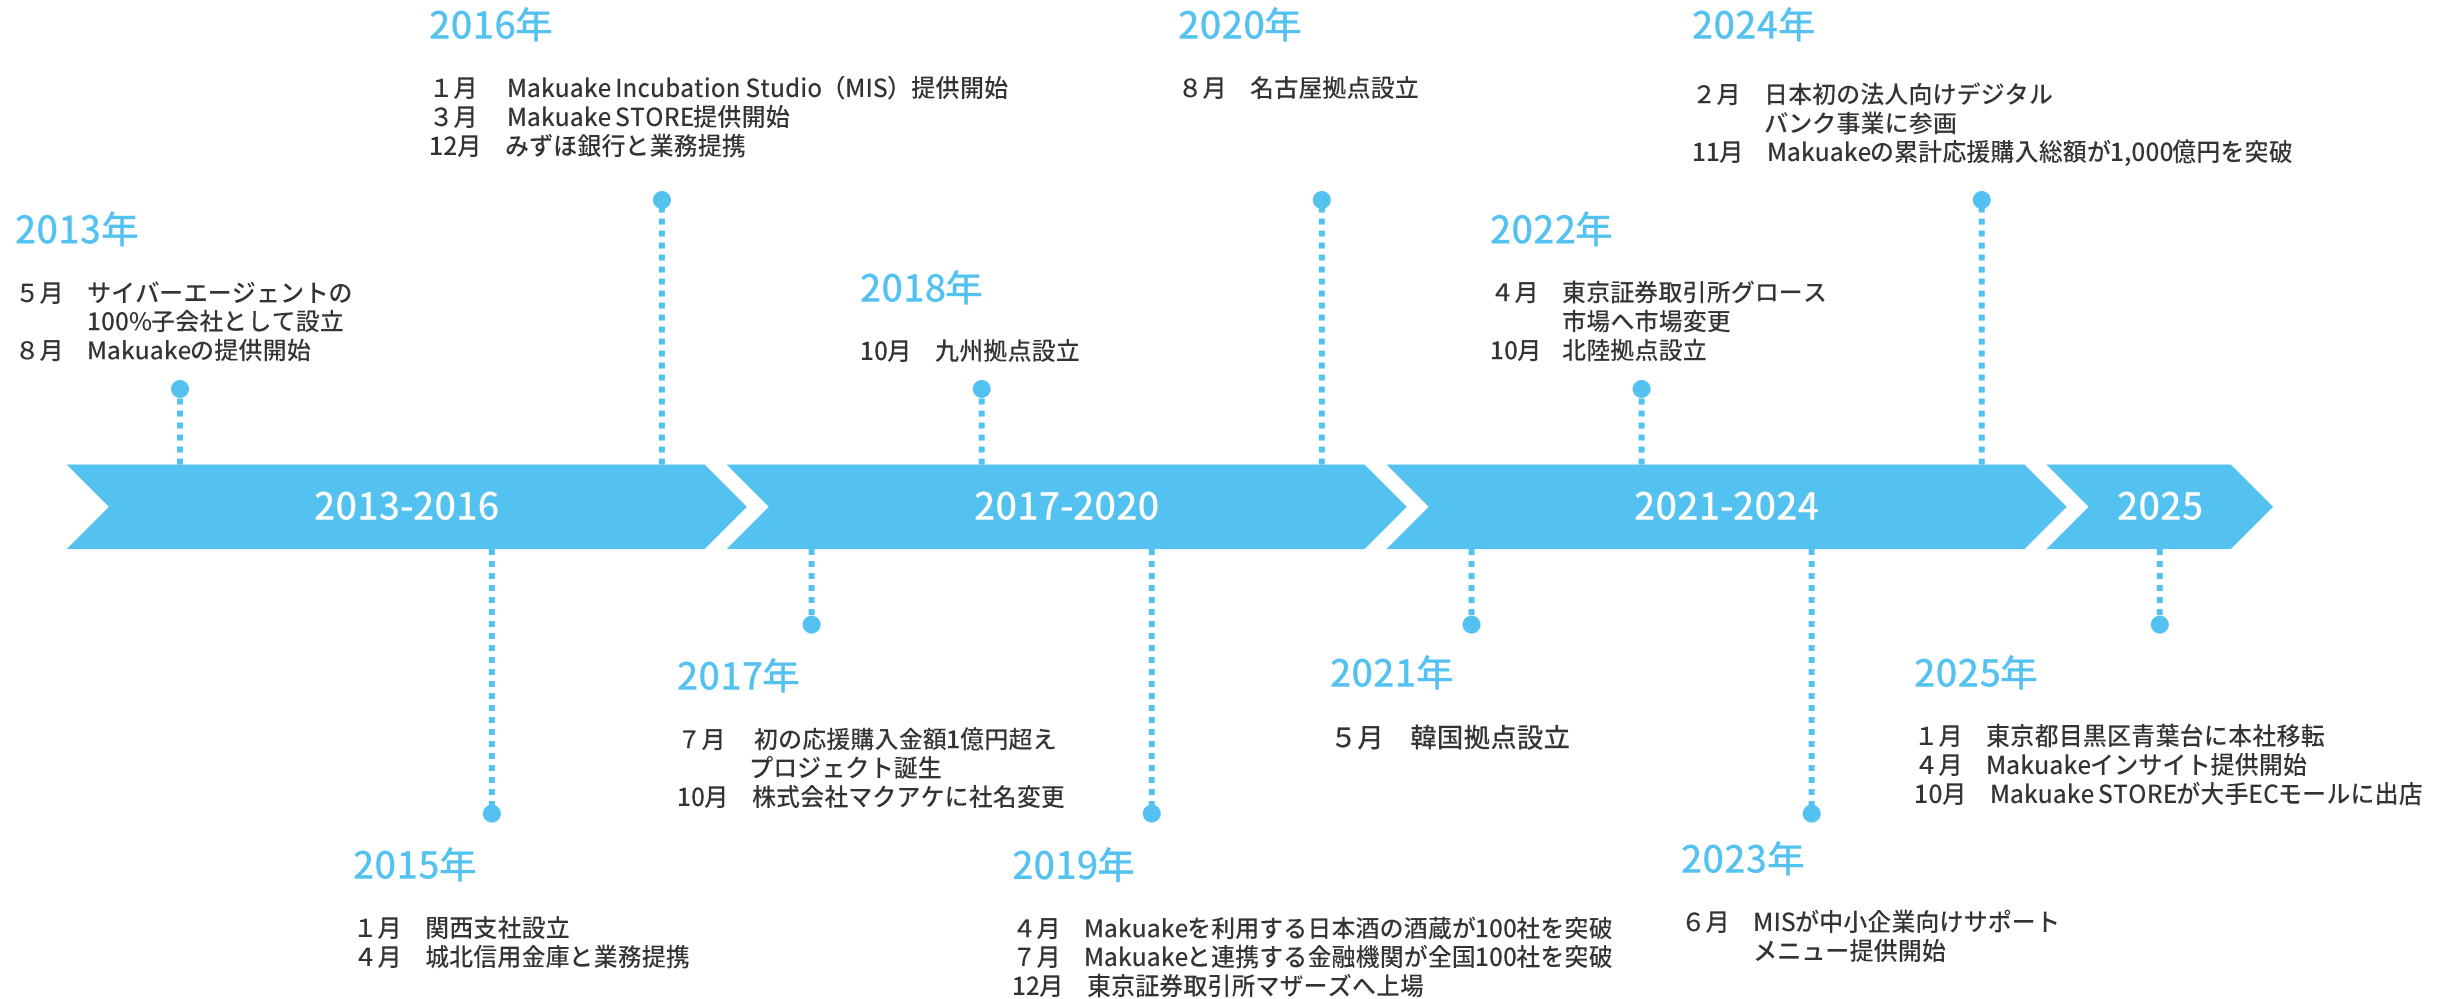 2013年
５月　サイバーエージェントの
100%子会社として設立
８月　Makuakeの提供開始
2016年
１月　Makuake Incubation Studio（MIS）提供開始
３月　Makuake STORE提供開始
12月　みずほ銀行と業務提携
2018年
10月　九州拠点設立
2020年
８月　名古屋拠点設立
2022年
４月　東京証券取引所グロース
市場へ市場変更
10月　北陸拠点設立
2024年
２月　日本初の法人向けデジタル
バンク事業に参画
11月　Makuakeの累計応援購入総額が1,000億円を突破
2013-2016
2017-2020
2021-2024
2025
2015年
１月　関西支社設立
４月　城北信用金庫と業務提携
2017年
７月　初の応援購入金額1億円超え
プロジェクト誕生
10月　株式会社マクアケに社名変更
2019年
４月　Makuakeを利用する日本酒の酒蔵が100社を突破
７月　Makuakeと連携する金融機関が全国100社を突破
12月　東京証券取引所マザーズへ上場
2021年
５月　韓国拠点設立
2023年
６月　MISが中小企業向けサポート
メニュー提供開始
2025年
１月　東京都目黒区青葉台に本社移転
４月　Makuakeインサイト提供開始
10月　Makuake STOREが大手ECモールに出店